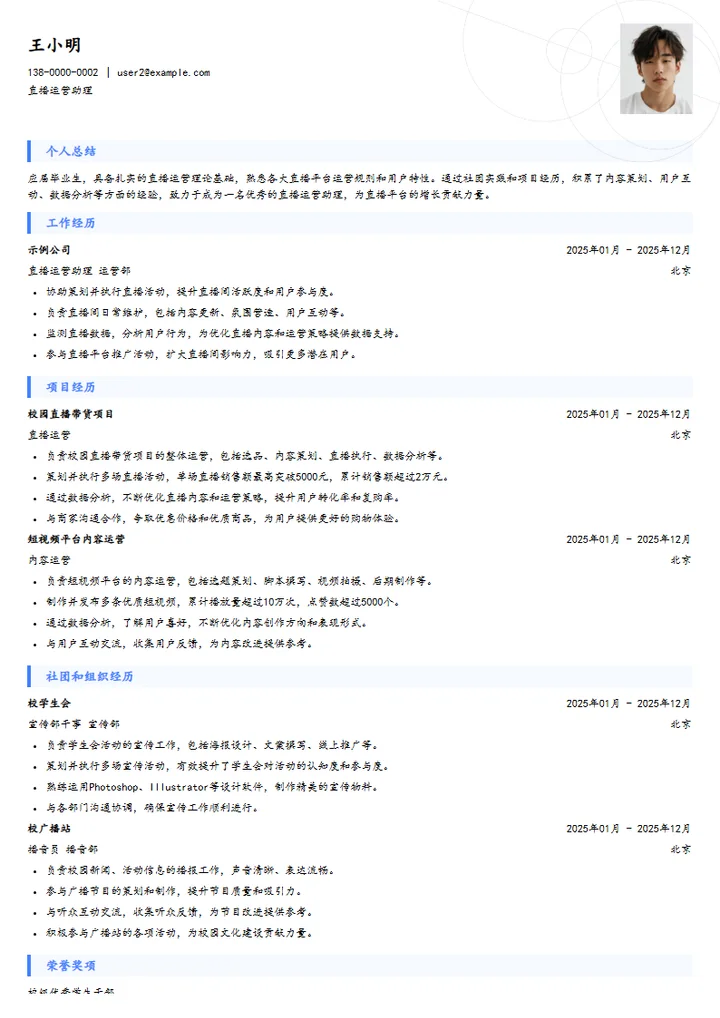 王小明
138-0000-0002 | user2@example.com
直播运营助理
个人总结
应届毕业生，具备扎实的直播运营理论基础，熟悉各大直播平台运营规则和用户特性。通过社团实践和项目经历，积累了内容策划、用户互
动、数据分析等方面的经验，致力于成为一名优秀的直播运营助理，为直播平台的增长贡献力量。
工作经历
示例公司 2025年01月 - 2025年12月
直播运营助理 运营部 北京
• 协助策划并执行直播活动，提升直播间活跃度和用户参与度。
• 负责直播间日常维护，包括内容更新、氛围营造、用户互动等。
• 监测直播数据，分析用户行为，为优化直播内容和运营策略提供数据支持。
• 参与直播平台推广活动，扩大直播间影响力，吸引更多潜在用户。
项目经历
校园直播带货项目 2025年01月 - 2025年12月
直播运营 北京
• 负责校园直播带货项目的整体运营，包括选品、内容策划、直播执行、数据分析等。
• 策划并执行多场直播活动，单场直播销售额最高突破5000元，累计销售额超过2万元。
• 通过数据分析，不断优化直播内容和运营策略，提升用户转化率和复购率。
• 与商家沟通合作，争取优惠价格和优质商品，为用户提供更好的购物体验。
短视频平台内容运营 2025年01月 - 2025年12月
内容运营 北京
• 负责短视频平台的内容运营，包括选题策划、脚本撰写、视频拍摄、后期制作等。
• 制作并发布多条优质短视频，累计播放量超过10万次，点赞数超过5000个。
• 通过数据分析，了解用户喜好，不断优化内容创作方向和表现形式。
• 与用户互动交流，收集用户反馈，为内容改进提供参考。
社团和组织经历
校学生会 2025年01月 - 2025年12月
宣传部干事 宣传部 北京
• 负责学生会活动的宣传工作，包括海报设计、文案撰写、线上推广等。
• 策划并执行多场宣传活动，有效提升了学生会对活动的认知度和参与度。
• 熟练运用Photoshop、Illustrator等设计软件，制作精美的宣传物料。
• 与各部门沟通协调，确保宣传工作顺利进行。
校广播站 2025年01月 - 2025年12月
播音员 播音部 北京
• 负责校园新闻、活动信息的播报工作，声音清晰、表达流畅。
• 参与广播节目的策划和制作，提升节目质量和吸引力。
• 与听众互动交流，收集听众反馈，为节目改进提供参考。
• 积极参与广播站的各项活动，为校园文化建设贡献力量。
荣誉奖项
校级优秀学生干部